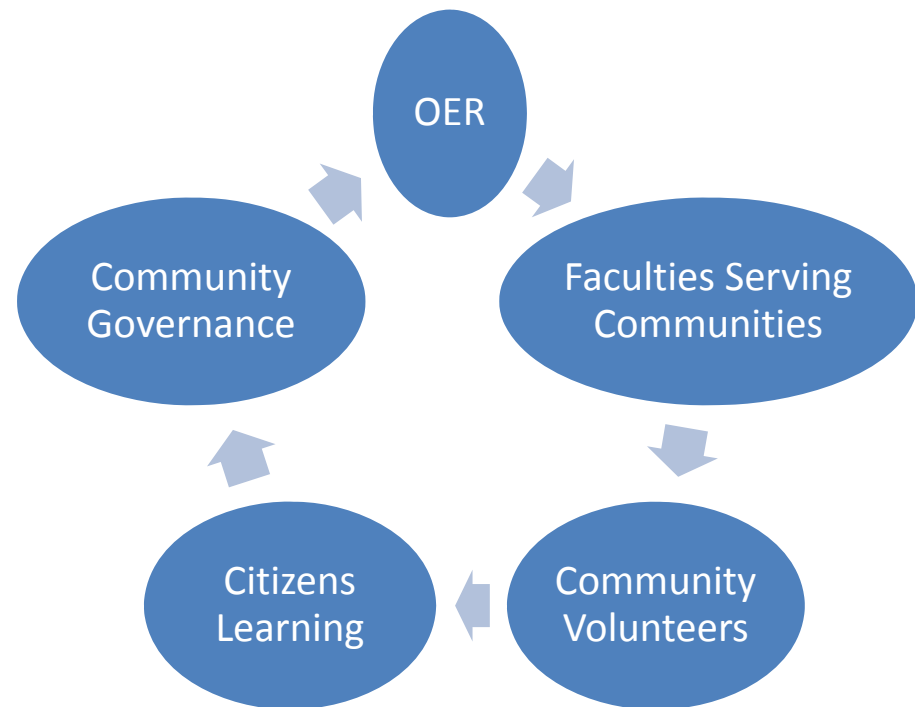 OER
Faculties Serving
Communities
Community
Volunteers
Citizens
Learning
Community
Governance